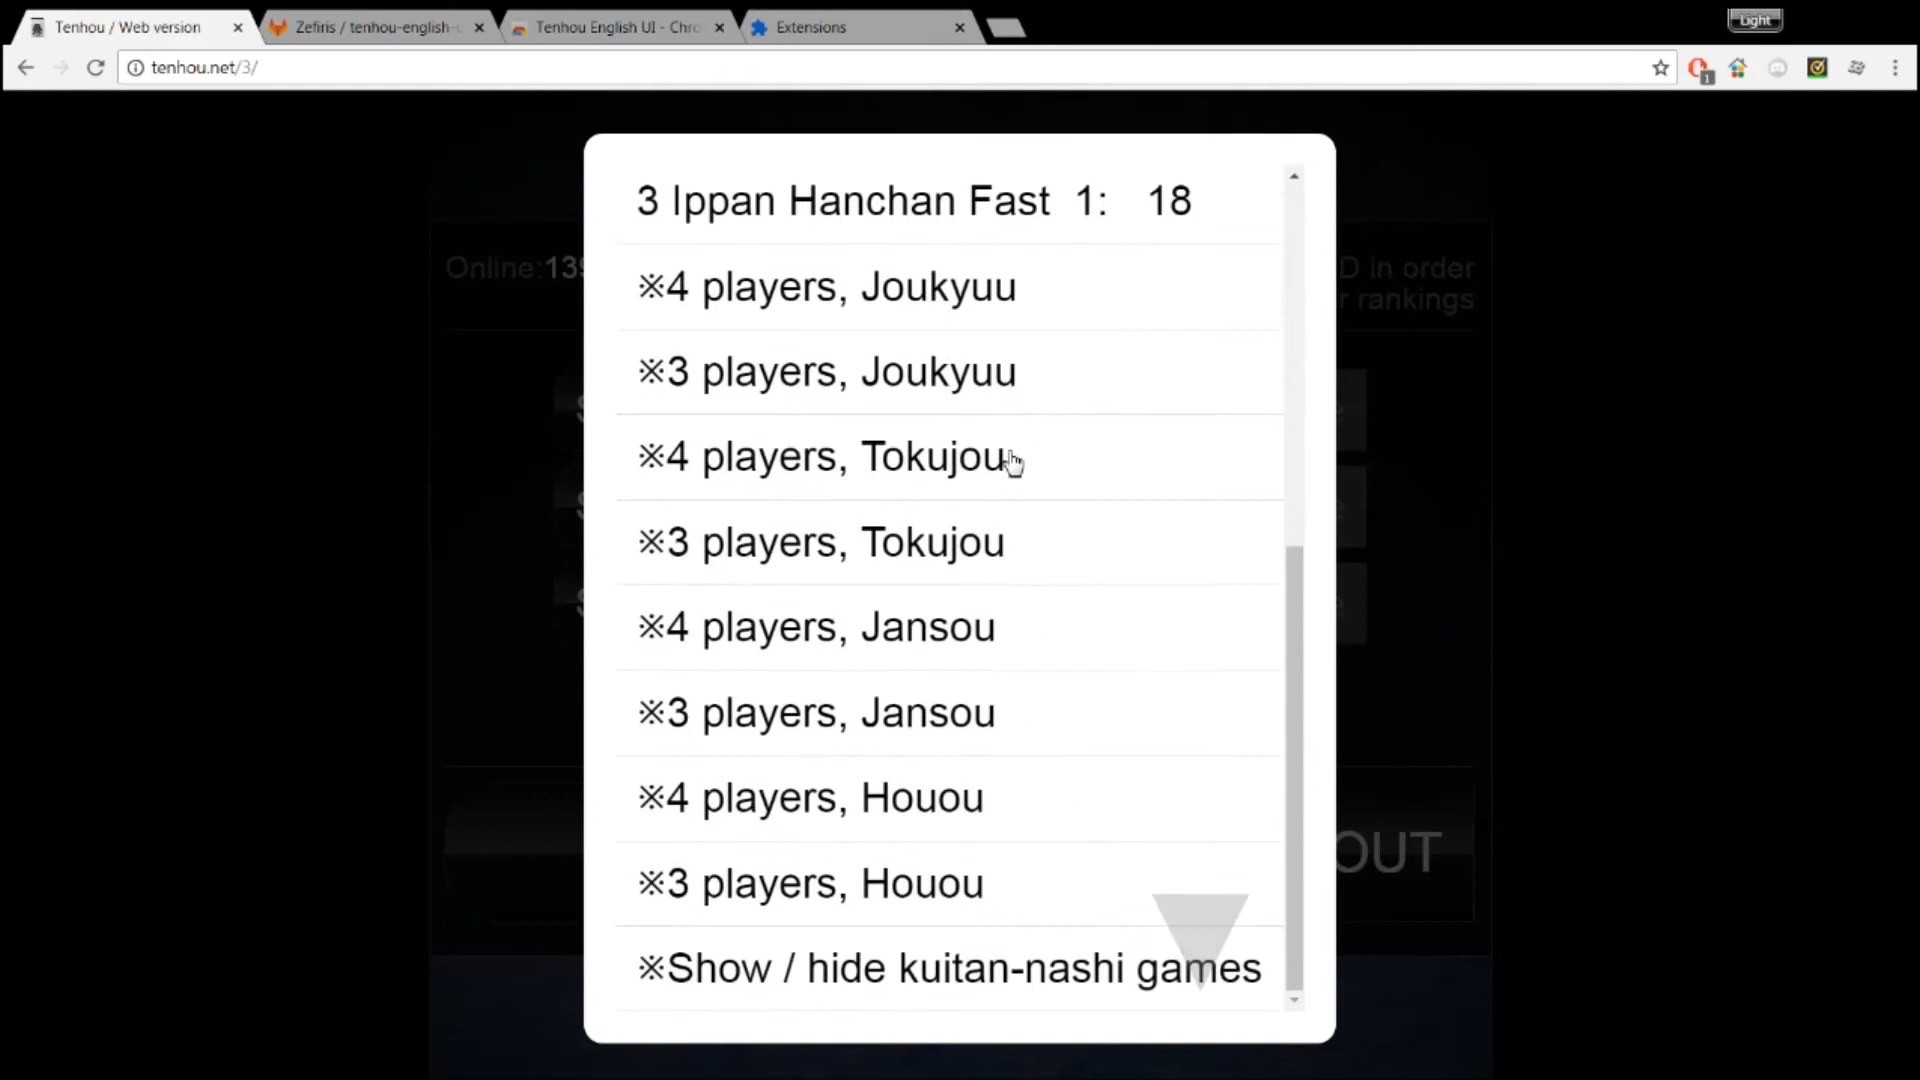 Tenhou / Web version
Zefiris / tenhou-english-
Tenhou English UI - Chro
Extensions
Light
tenhou.net/3/
1
3 Ippan Hanchan Fast 1: 18
※4 players, Joukyuu
Online:139
D in order
r rankings
※3 players, Joukyuu
※4 players, Tokujou
※3 players, Tokujou
※4 players, Jansou
※3 players, Jansou
※4 players, Houou
OUT
※3 players, Houou
※Show / hide kuitan-nashi games